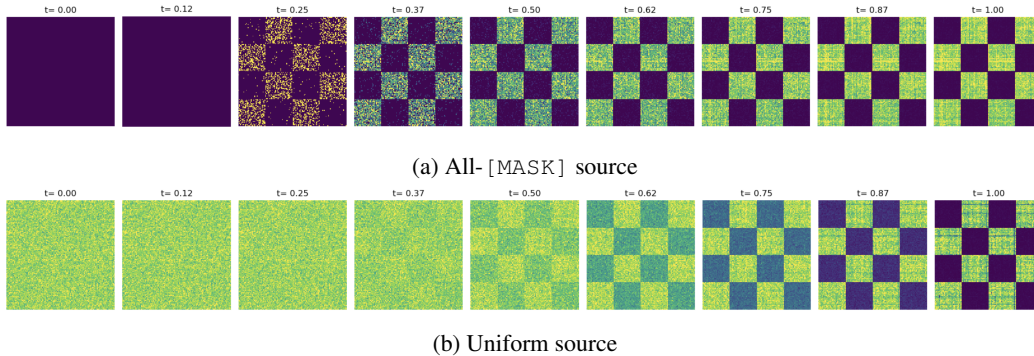 t= 0.00 t= 0.12 t= 0.25 t= 0.37 t= 0.50 t= 0.62 t= 0.75 t= 0.87 t= 1.00
(a) All-[MASK] source
t= 0.00 t= 0.12 t= 0.25 t= 0.37 t= 0.50 t= 0.62 t= 0.75 t= 0.87 t= 1.00
(b) Uniform source